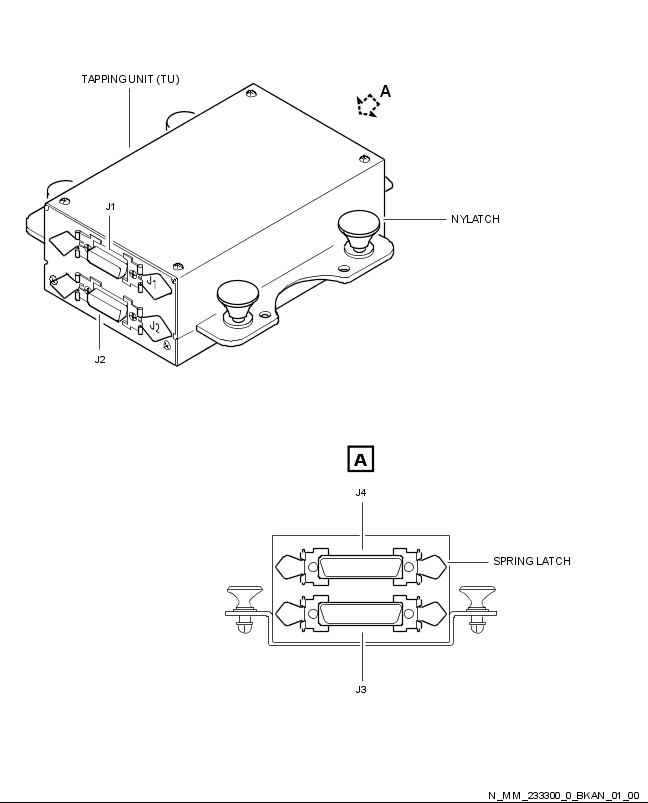 TAPPING UNIT (TU)
A
J1
NYLATCH
J1
J2
J2
A
J4
SPRING LATCH
J3
N_MM_233300_0_BKAN_01_00